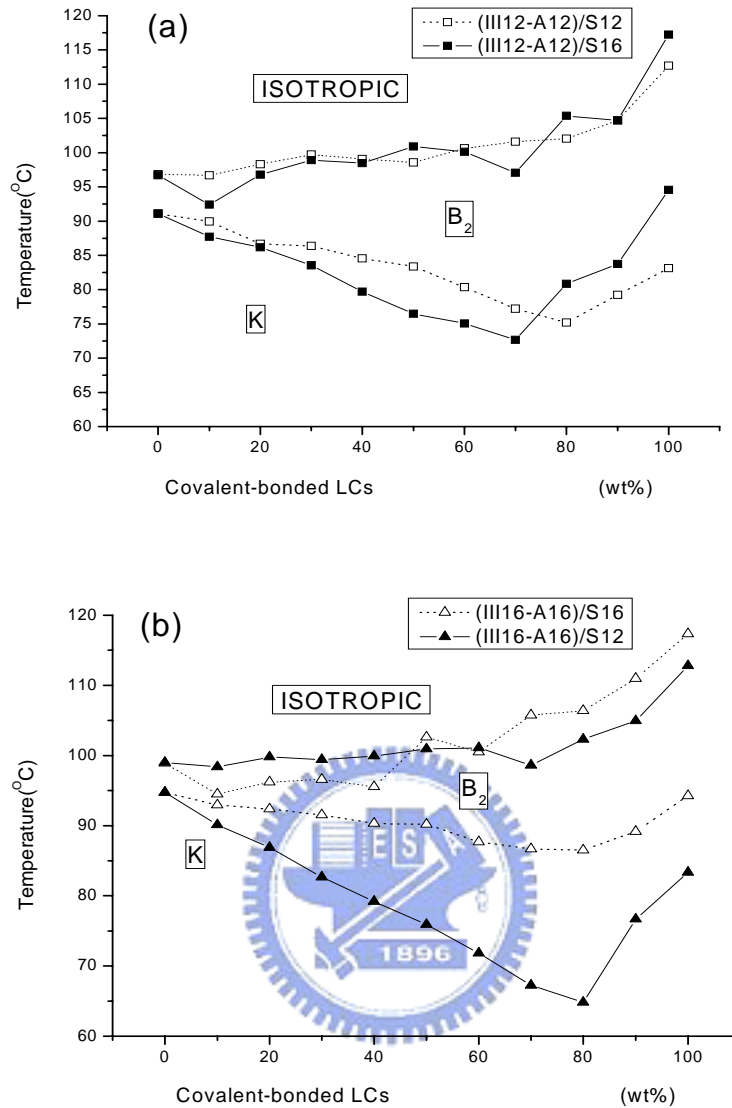 (a)
(III12-A12)/S12
(III12-A12)/S16
ISOTROPIC
B2
K
120
115
110
105
100
95
90
85
80
75
70
65
60
Temperature(°C)
0 20 40 60 80 100
Covalent-bonded LCs (wt%)
(b)
(III16-A16)/S16
(III16-A16)/S12
ISOTROPIC
B2
K
120
110
100
90
80
70
60
Temperature(°C)
E S A
1896
0 20 40 60 80 100
Covalent-bonded LCs (wt%)